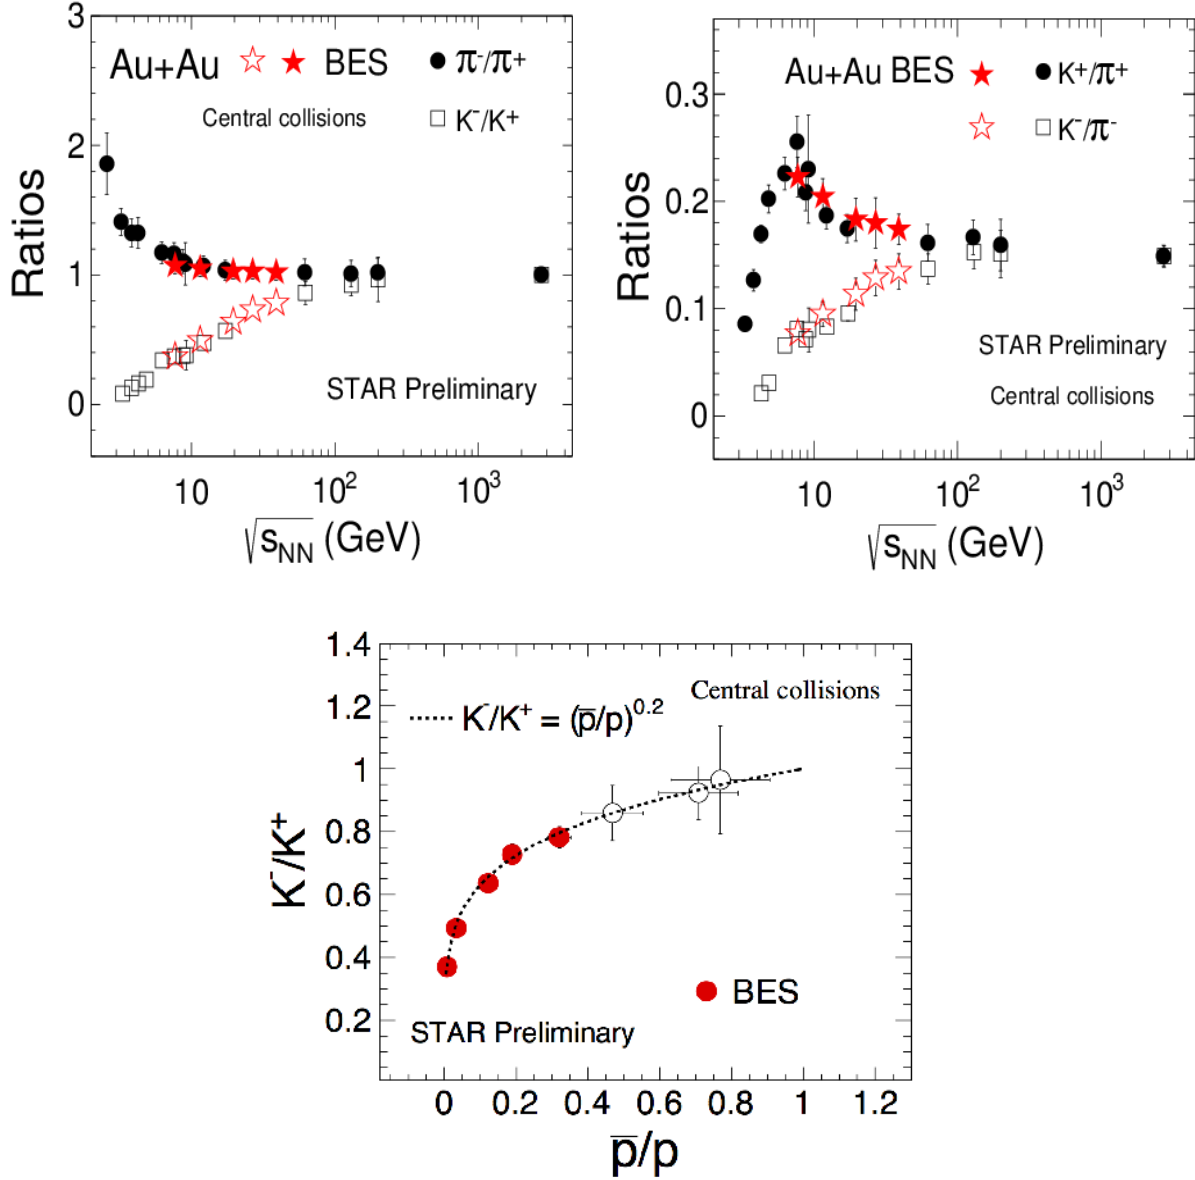 3
2
1
0
Ratios
Au+Au BES π⁻/π⁺
Central collisions K⁻/K⁺
STAR Preliminary
10 10² 10³
√sNN (GeV)
0.3
0.2
0.1
0
Ratios
Au+Au BES K⁺/π⁺
K⁻/π⁻
STAR Preliminary
Central collisions
10 10² 10³
√sNN (GeV)
1.4
1.2
1
0.8
0.6
0.4
0.2
K⁻/K⁺
Central collisions
K⁻/K⁺ = (p̅/p)⁰·²
BES
STAR Preliminary
0 0.2 0.4 0.6 0.8 1 1.2
p̅/p